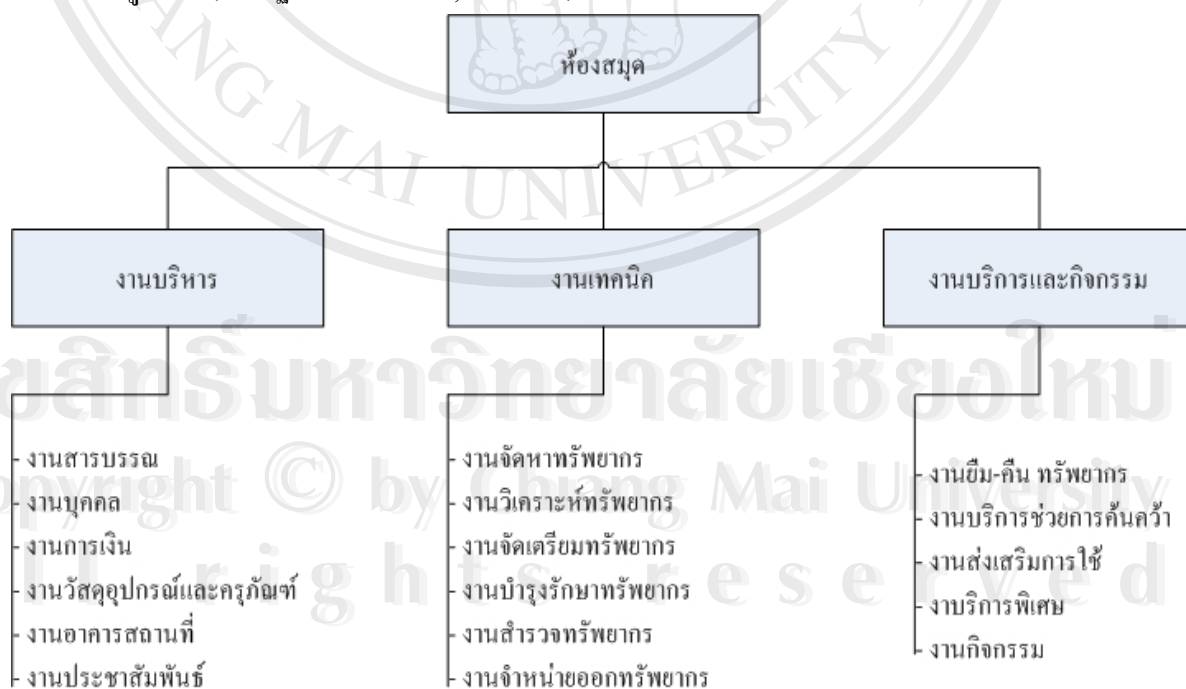 ห้องสมุด
งานบริหาร
งานเทคนิค
งานบริการและกิจกรรม
- งานสารบรรณ
- งานบุคคล
- งานการเงิน
- งานวัสดุอุปกรณ์และครุภัณฑ์
- งานอาคารสถานที่
- งานประชาสัมพันธ์
- งานจัดหาทรัพยากร
- งานวิเคราะห์ทรัพยากร
- งานจัดเตรียมทรัพยากร
- งานบำรุงรักษาทรัพยากร
- งานสำรวจทรัพยากร
- งานจำหน่ายออกทรัพยากร
- งานยืม-คืน ทรัพยากร
- งานบริการช่วยการค้นคว้า
- งานส่งเสริมการใช้
- งาบริการพิเศษ
- งานกิจกรรม
ANG MAI UNIVERSITY
ขสิทธิ์มหาวิทยาลัยเชียงใหม่
opyright © by Chiang Mai University
ll rights reserved